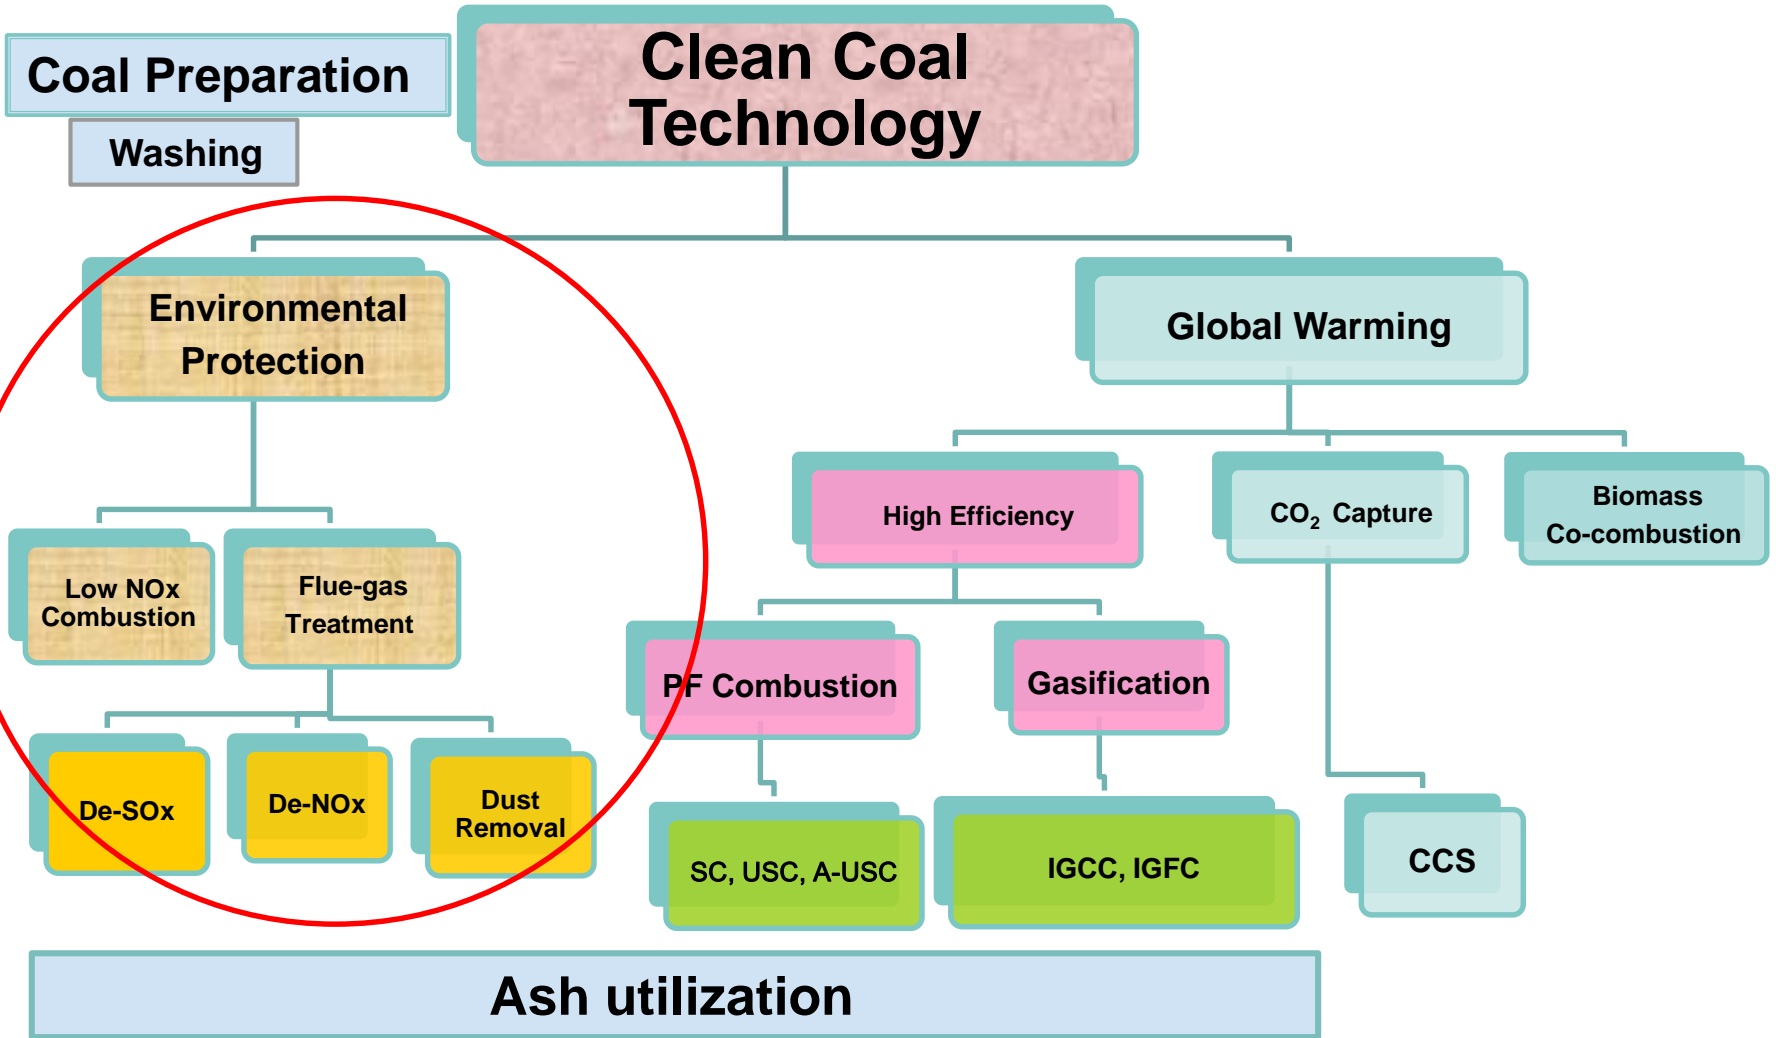 Coal Preparation
Washing
Clean Coal
Technology
Environmental
Protection
Global Warming
Low NOx
Combustion
Flue-gas
Treatment
High Efficiency
CO₂ Capture
Biomass
Co-combustion
PF Combustion
Gasification
De-SOx
De-NOx
Dust
Removal
SC, USC, A-USC
IGCC, IGFC
CCS
Ash utilization